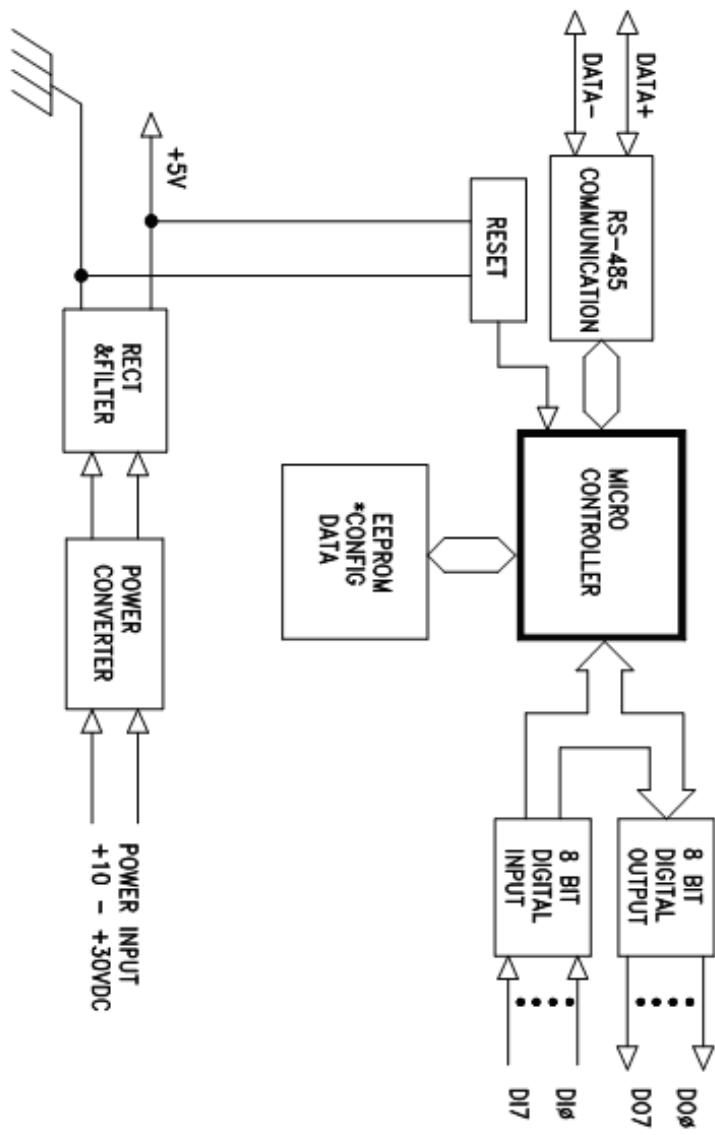 DATA+
DATA-
RS-485
COMMUNICATION
MICRO
CONTROLLER
8 BIT
DIGITAL
OUTPUT
DOø
DO7
8 BIT
DIGITAL
INPUT
DIø
DI7
RESET
EEPROM
*CONFIG
DATA
+5V
RECT
&FILTER
POWER
CONVERTER
POWER INPUT
+10 - +30VDC